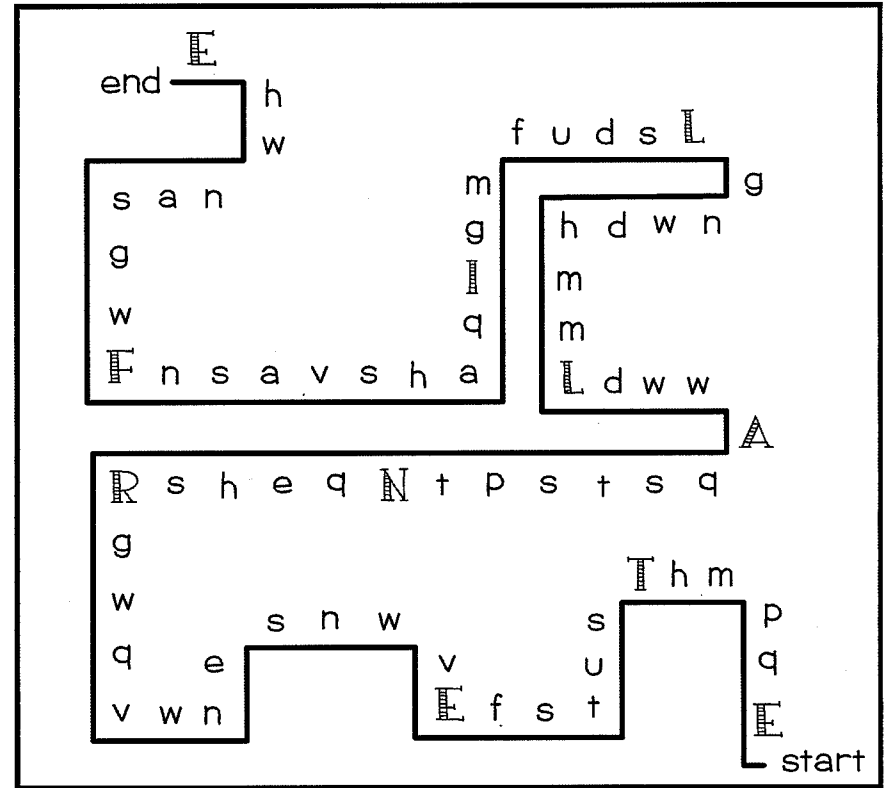 E
end h
f u d s L
w
m g
s a n
g h d w n
g
I m
w q m
F n s a v s h a L d w w
A
R s h e q N t p s t s q
g
T h m
w s n w s p
q e v u q
v w n E f s t E
start